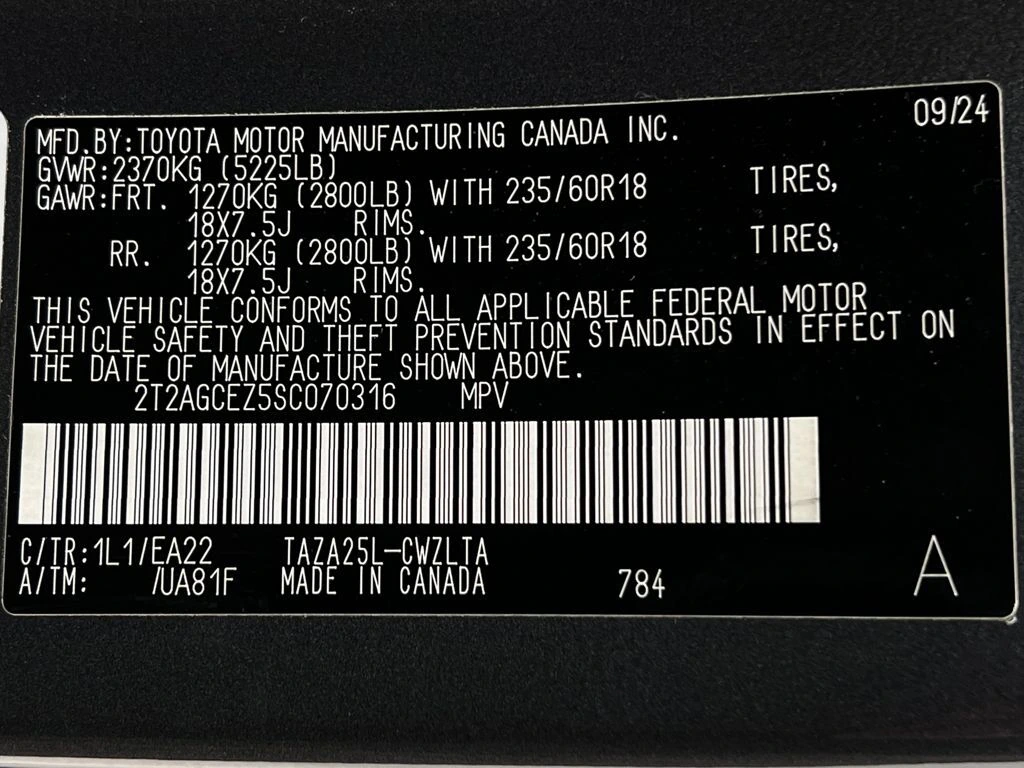 09/24
MFD.BY:TOYOTA MOTOR MANUFACTURING CANADA INC.
GVWR:2370KG (5225LB)
GAWR:FRT. 1270KG (2800LB) WITH 235/60R18 TIRES,
18X7.5J RIMS.
RR. 1270KG (2800LB) WITH 235/60R18 TIRES,
18X7.5J RIMS.
THIS VEHICLE CONFORMS TO ALL APPLICABLE FEDERAL MOTOR
VEHICLE SAFETY AND THEFT PREVENTION STANDARDS IN EFFECT ON
THE DATE OF MANUFACTURE SHOWN ABOVE.
2T2AGCEZ5SC070316 MPV
C/TR:1L1/EA22 TAZA25L-CWZLTA
A/TM: /UA81F MADE IN CANADA 784 A